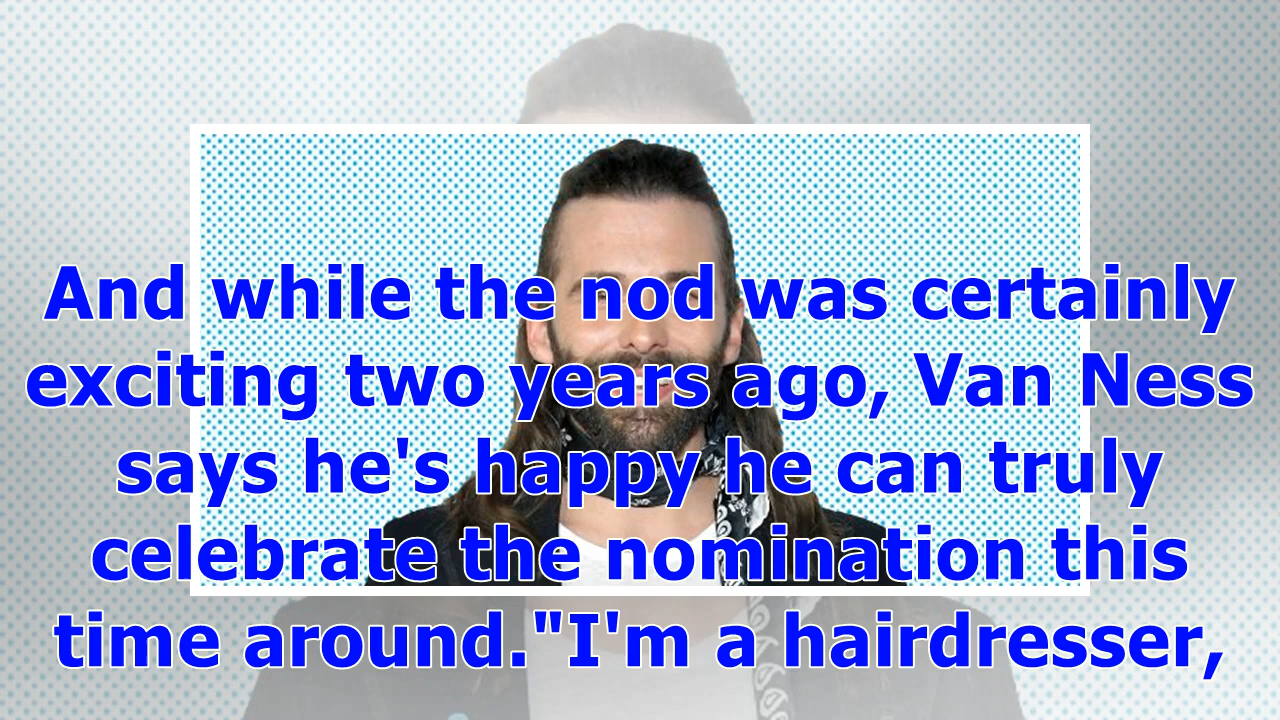 And while the nod was certainly
exciting two years ago, Van Ness
says he's happy he can truly
celebrate the nomination this
time around."I'm a hairdresser,